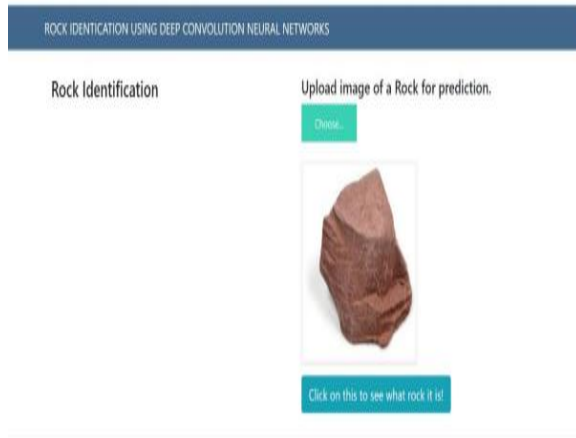 ROCK IDENTICATION USING DEEP CONVOLUTION NEURAL NETWORKS
Rock Identification
Upload image of a Rock for prediction.
Choose...
Click on this to see what rock it is!